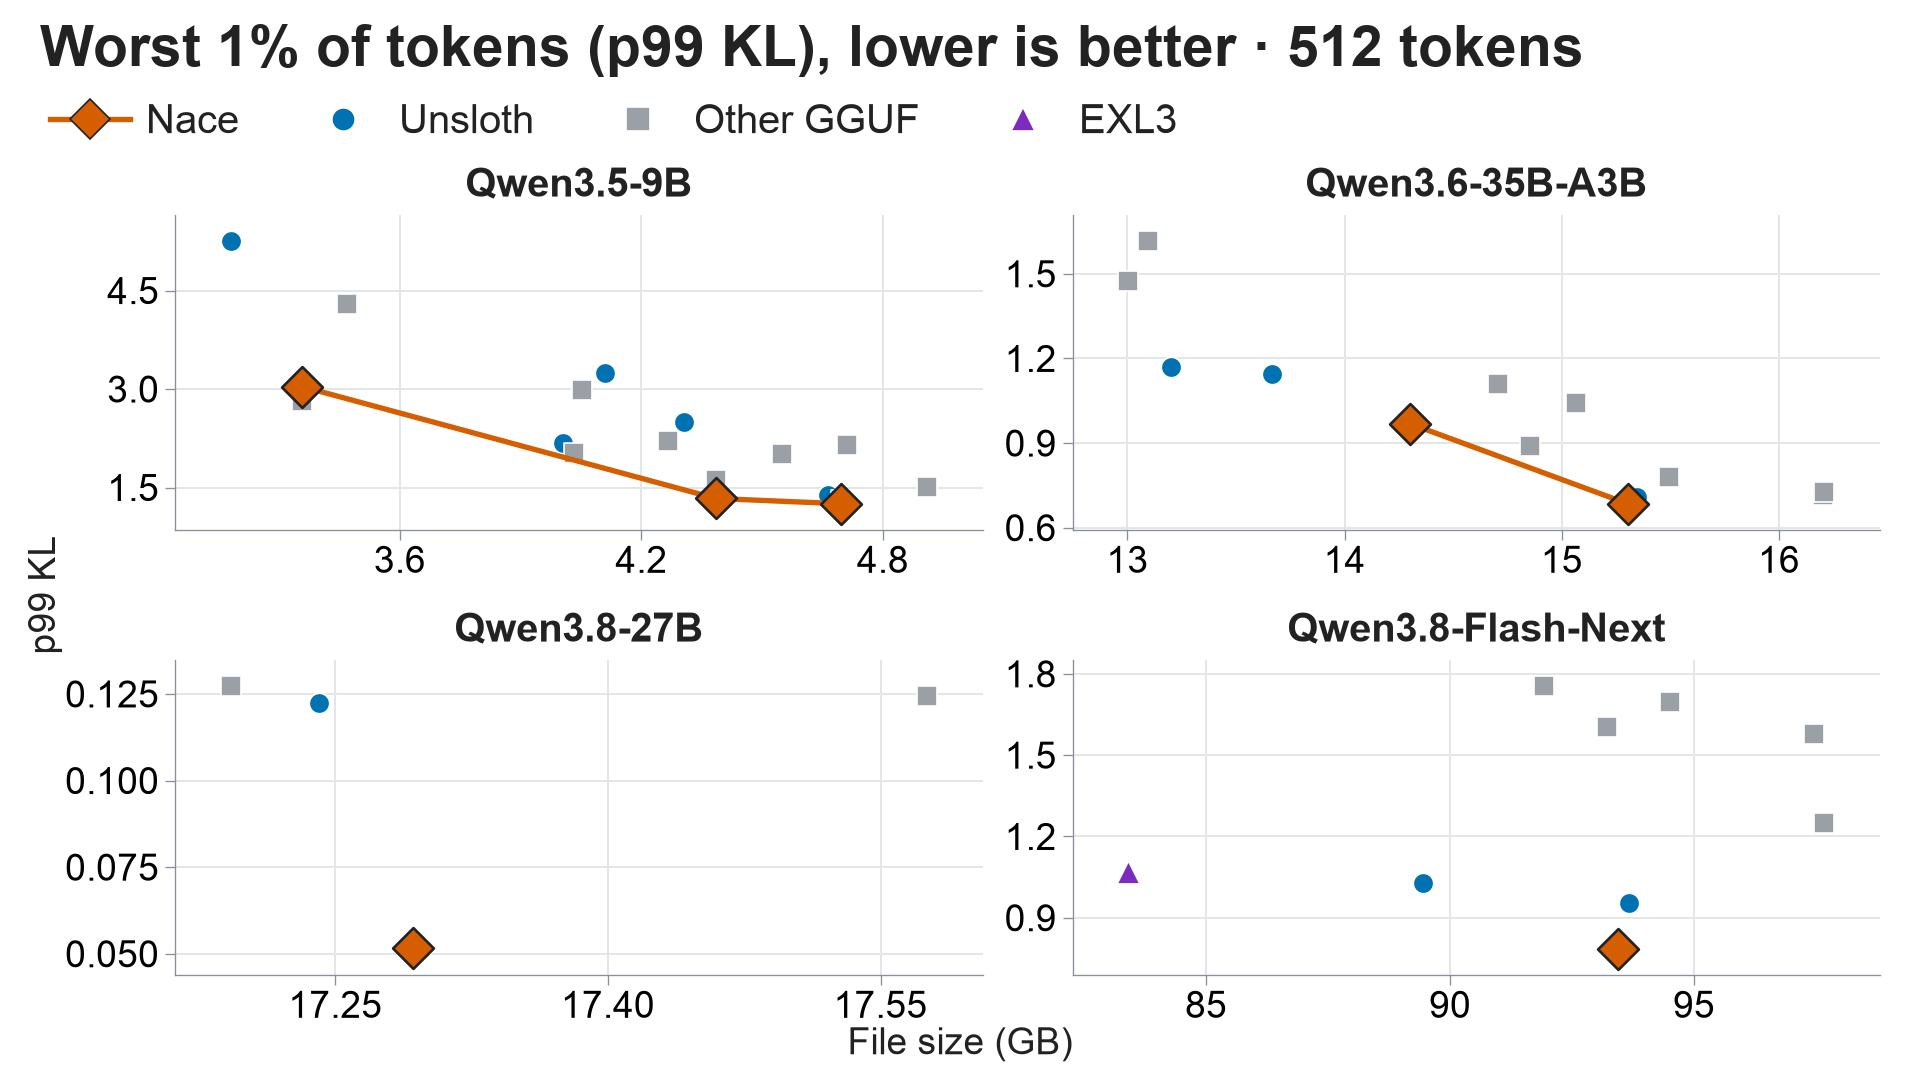 Worst 1% of tokens (p99 KL), lower is better · 512 tokens
Nace
Unsloth
Other GGUF
EXL3
Qwen3.5-9B
4.5
3.0
1.5
3.6
4.2
4.8
Qwen3.6-35B-A3B
1.5
1.2
0.9
0.6
13
14
15
16
p99 KL
Qwen3.8-27B
0.125
0.100
0.075
0.050
17.25
17.40
17.55
Qwen3.8-Flash-Next
1.8
1.5
1.2
0.9
85
90
95
File size (GB)